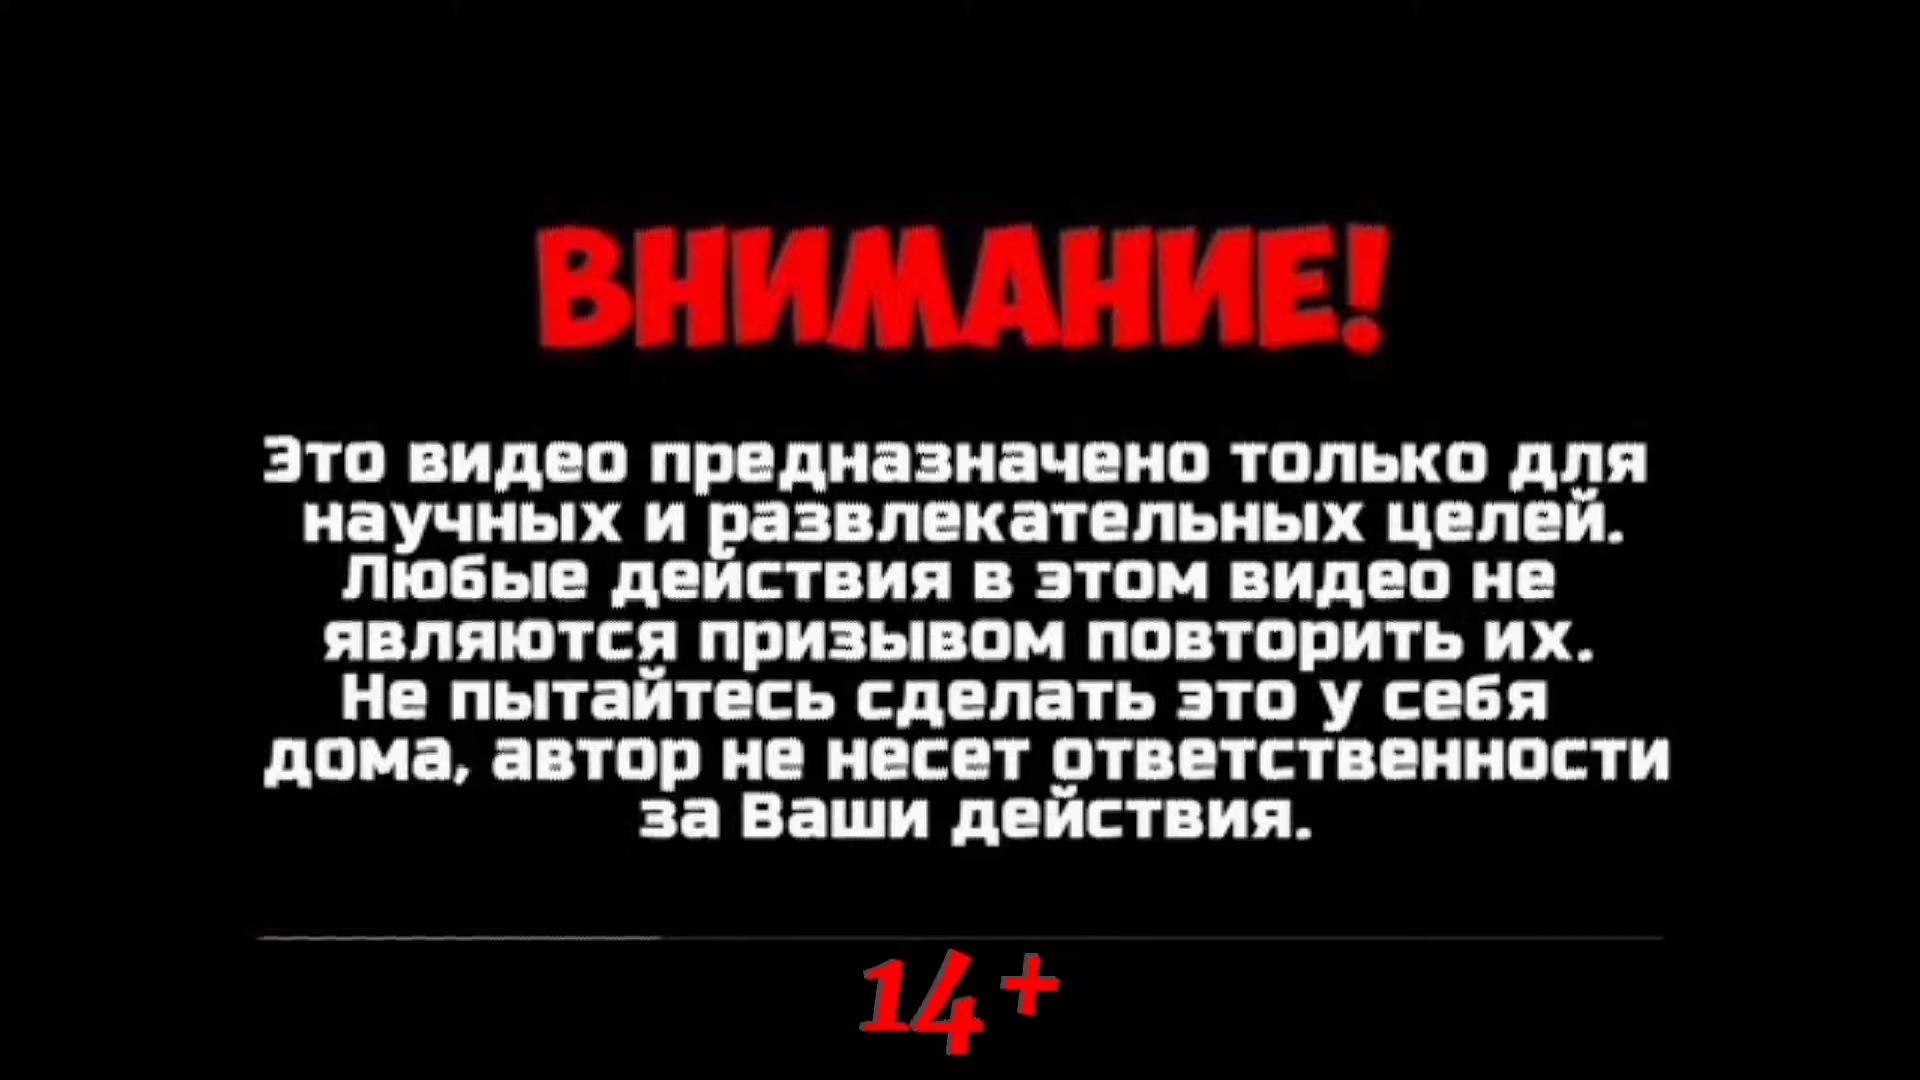 ВНИМАНИЕ!
Это видео предназначено только для
научных и развлекательных целей.
Любые действия в этом видео не
являются призывом повторить их.
Не пытайтесь сделать это у себя
дома, автор не несет ответственности
за Ваши действия.
14+